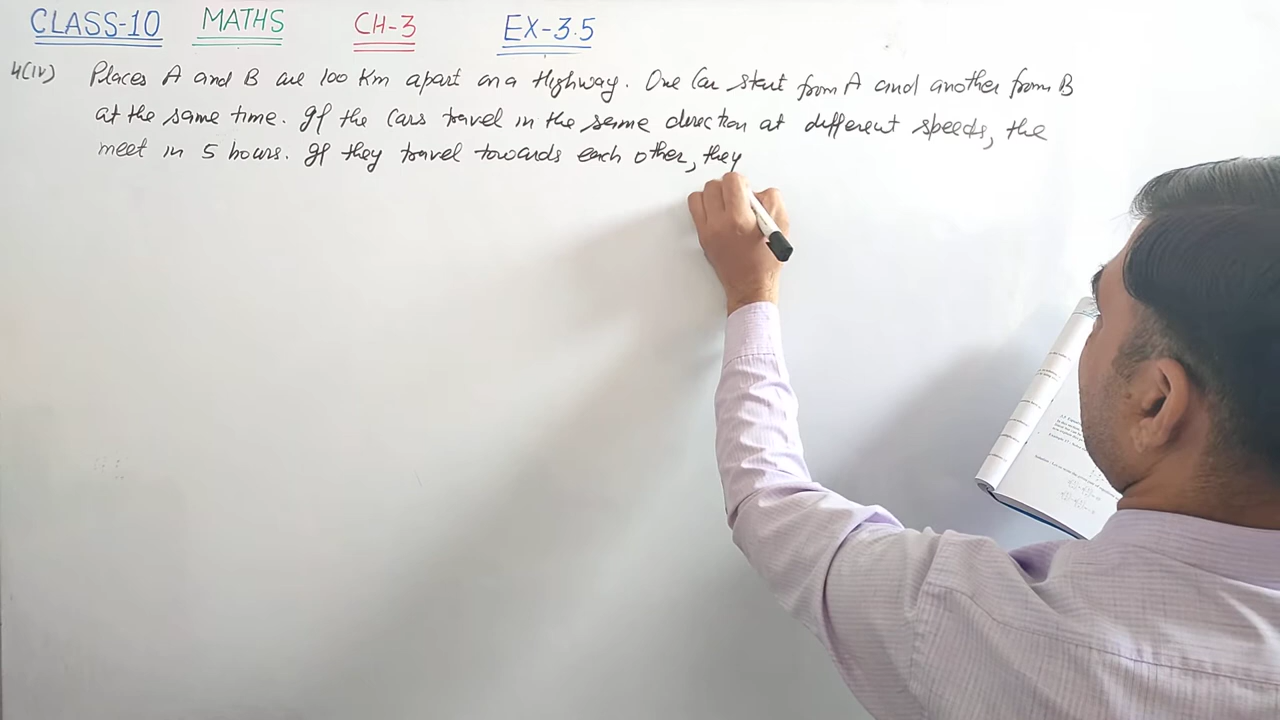 CLASS-10 MATHS CH-3 EX-3.5
4(iv) Places A and B are 100 Km apart on a Highway. One Car start from A and another from B
at the same time. If the Cars travel in the same direction at different speeds, the
meet in 5 hours. If they travel towards each other, they